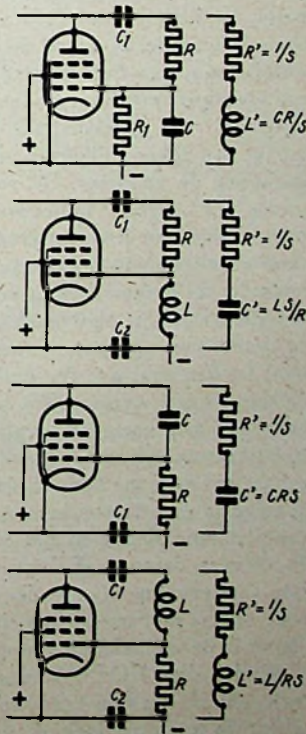 C1
R R'=1/S
+ R1 C L'=CR/S
−
C1
R R'=1/S
+ L C'=LS/R
C2 −
C R'=1/S
+ R C'=CRS
C1 −
C1
L R'=1/S
+ R L'=L/RS
C2 −